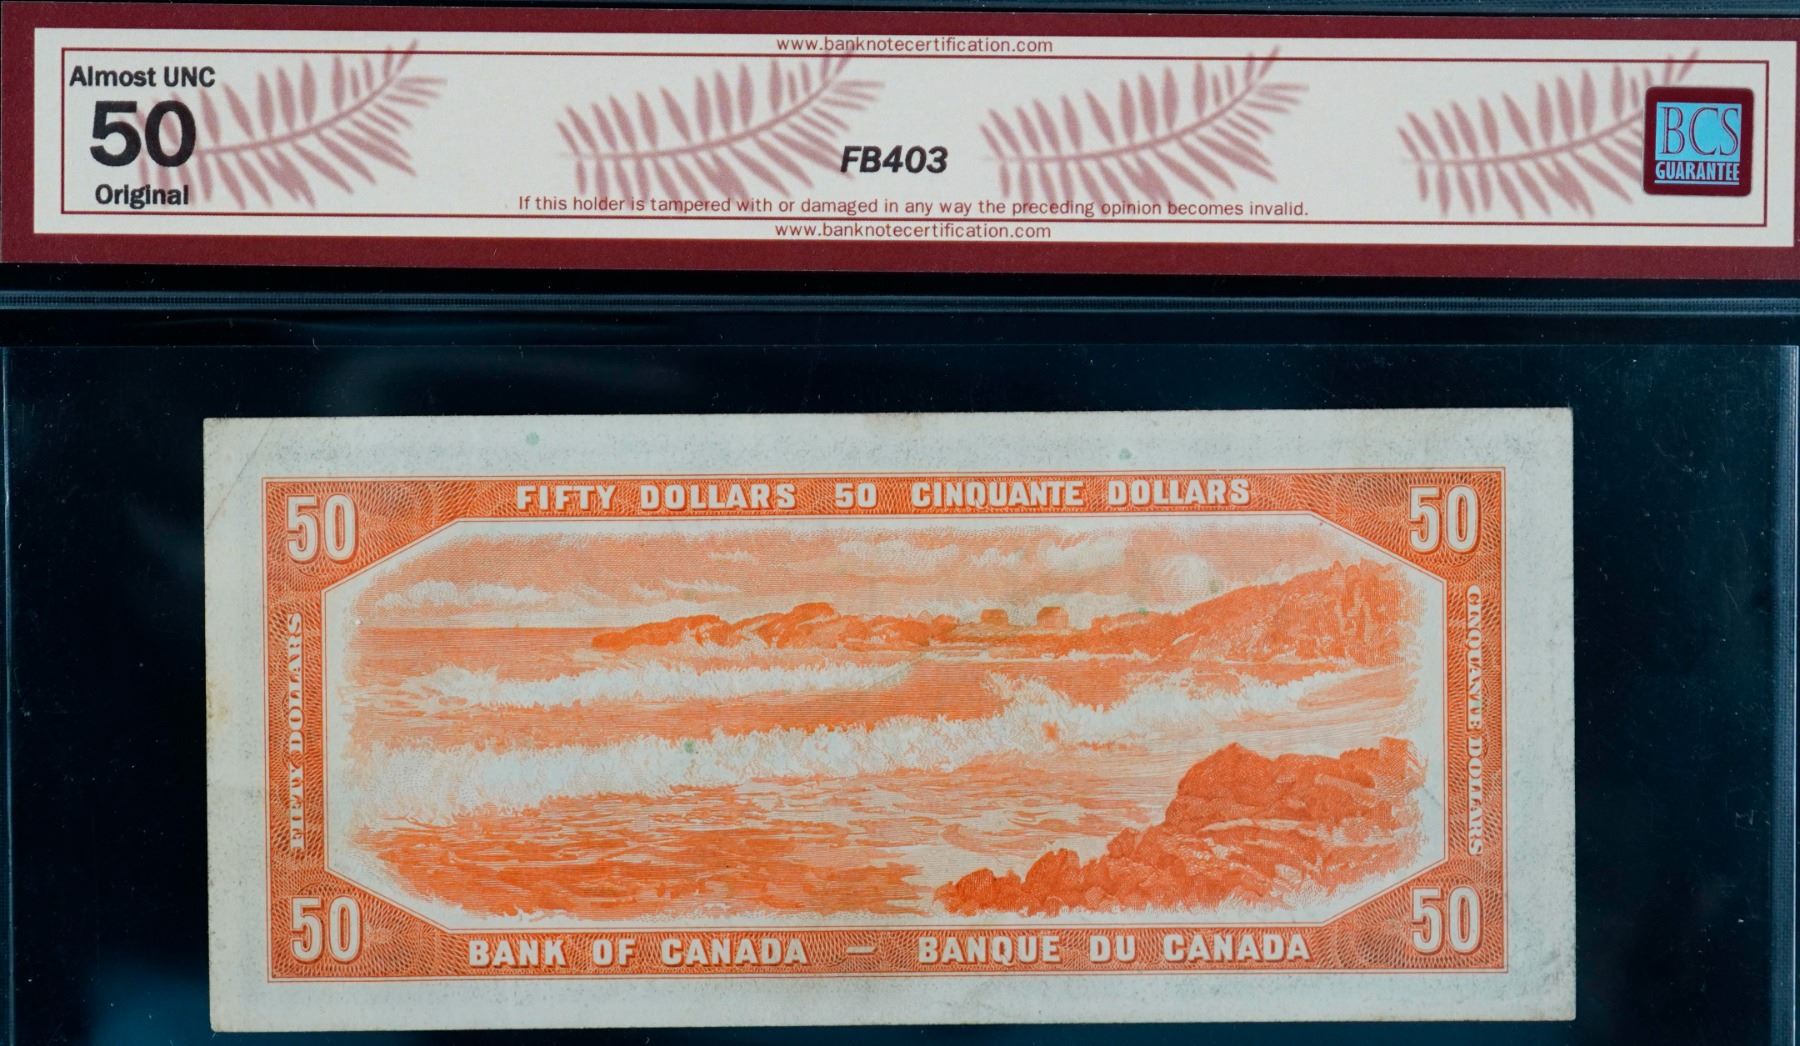 www.banknotecertification.com
Almost UNC
50
Original
FB403
BCS
GUARANTEE
If this holder is tampered with or damaged in any way the preceding opinion becomes invalid.
www.banknotecertification.com
FIFTY DOLLARS 50 CINQUANTE DOLLARS
50
50
FIFTY DOLLARS
CINQUANTE DOLLARS
50
50
BANK OF CANADA — BANQUE DU CANADA